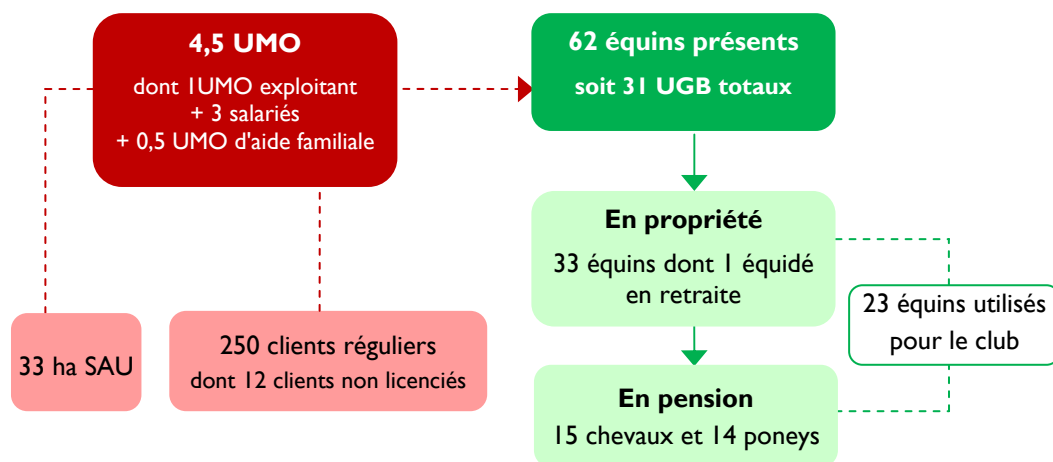 4,5 UMO
dont 1UMO exploitant
+ 3 salariés
+ 0,5 UMO d'aide familiale
62 équins présents
soit 31 UGB totaux
En propriété
33 équins dont 1 équidé
en retraite
23 équins utilisés
pour le club
33 ha SAU
250 clients réguliers
dont 12 clients non licenciés
En pension
15 chevaux et 14 poneys